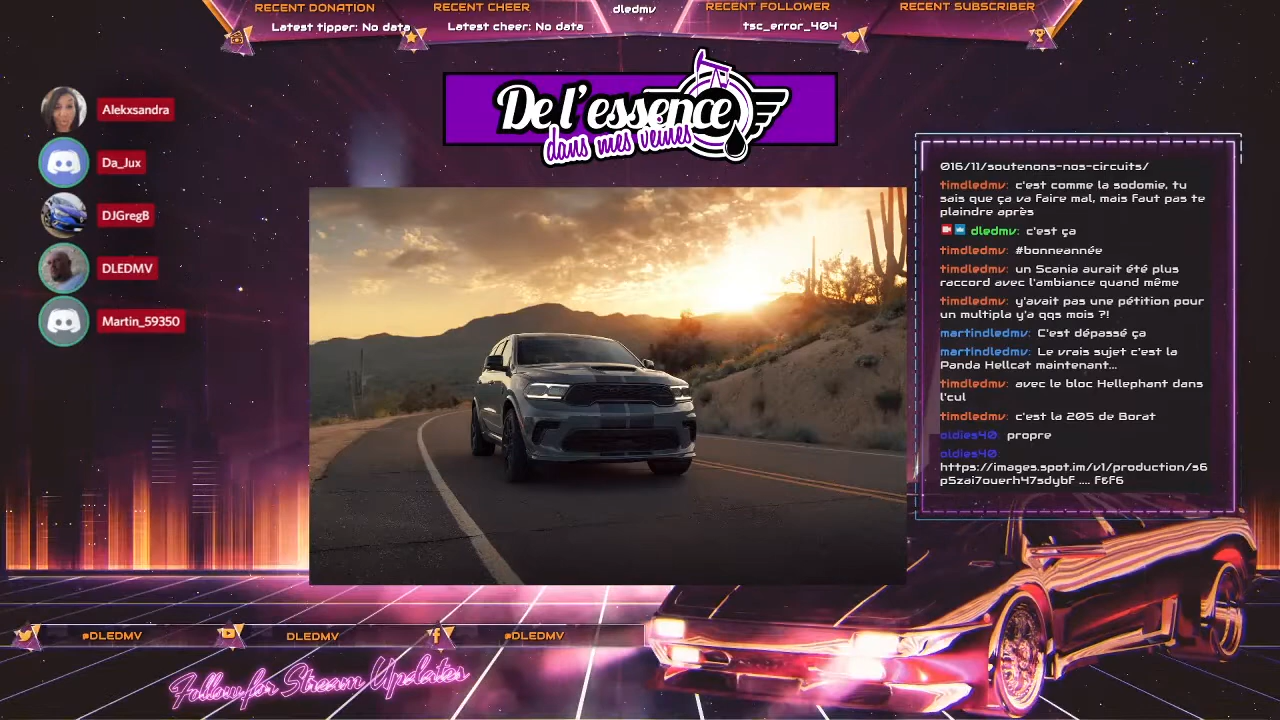 RECENT DONATION
RECENT CHEER
dledmv
RECENT FOLLOWER
RECENT SUBSCRIBER
Latest tipper: No data
Latest cheer: No data
tsc_error_404
De l'essence
dans mes veines
Alekxsandra
Da_Jux
DJGregB
DLEDMV
Martin_59350
016/11/soutenons-nos-circuits/
timdledmv: c'est comme la sodomie, tu
sais que ça va faire mal, mais faut pas te
plaindre après
dledmv: c'est ça
timdledmv: #bonneannée
timdledmv: un Scania aurait été plus
raccord avec l'ambiance quand même
timdledmv: y'avait pas une pétition pour
un multipla y'a qqs mois ?!
martindledmv: C'est dépassé ça
martindledmv: Le vrais sujet c'est la
Panda Hellcat maintenant...
timdledmv: avec le bloc Hellephant dans
l'cul
timdledmv: c'est la 205 de Borat
oldies40: propre
oldies40:
https://images.spot.im/v1/production/s6
pSzai7ouerh47sdybF .... F&F6
@DLEDMV
DLEDMV
@DLEDMV
Follow for Stream Updates